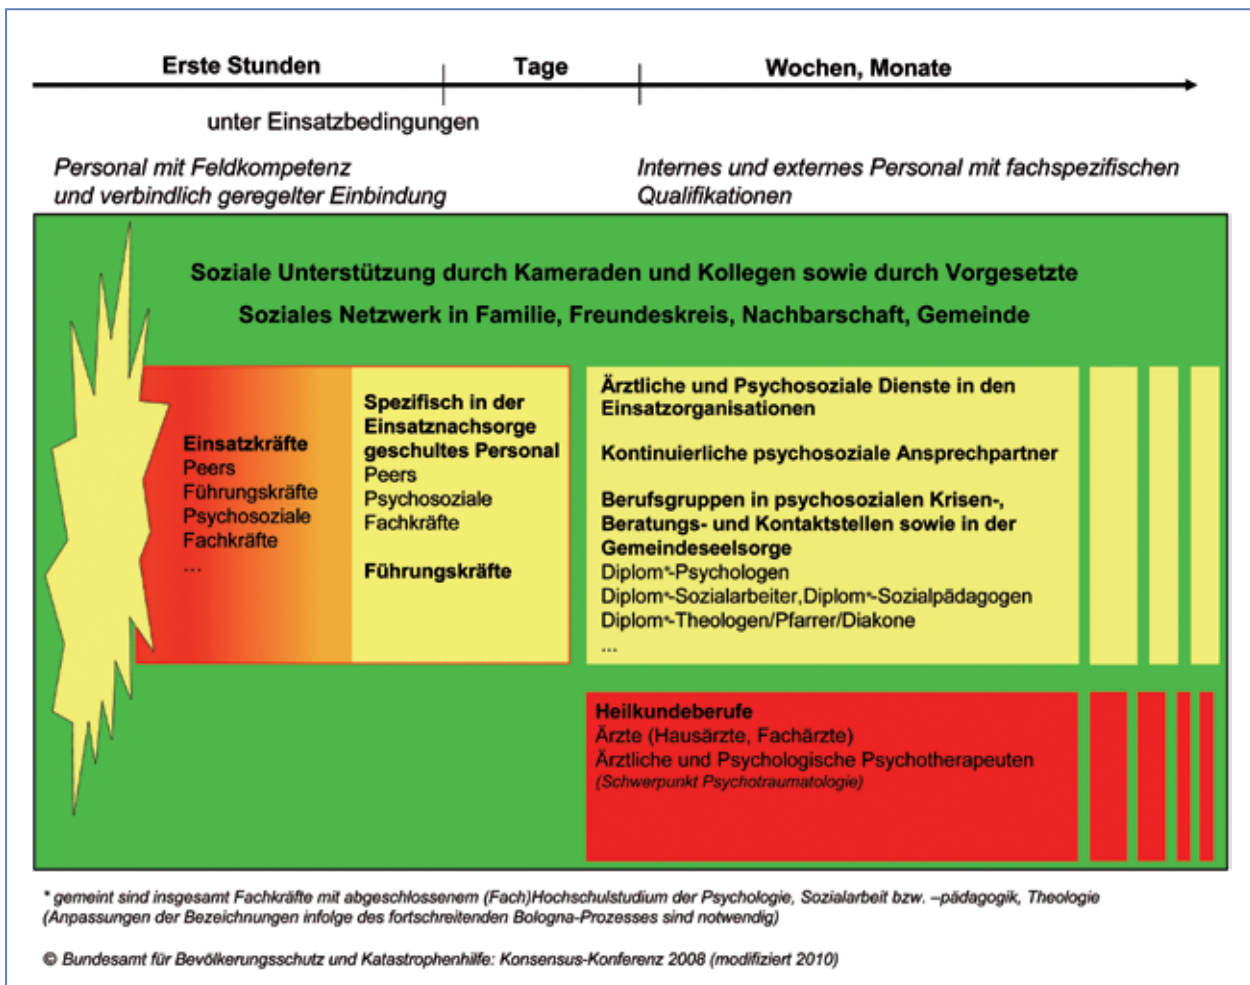 Erste Stunden
Tage
Wochen, Monate
unter Einsatzbedingungen
Personal mit Feldkompetenz
und verbindlich geregelter Einbindung
Internes und externes Personal mit fachspezifischen
Qualifikationen
Soziale Unterstützung durch Kameraden und Kollegen sowie durch Vorgesetzte
Soziales Netzwerk in Familie, Freundeskreis, Nachbarschaft, Gemeinde
Einsatzkräfte
Peers
Führungskräfte
Psychosoziale
Fachkräfte
...
Spezifisch in der
Einsatznachsorge
geschultes Personal
Peers
Psychosoziale
Fachkräfte
Führungskräfte
Ärztliche und Psychosoziale Dienste in den
Einsatzorganisationen
Kontinuierliche psychosoziale Ansprechpartner
Berufsgruppen in psychosozialen Krisen-,
Beratungs- und Kontaktstellen sowie in der
Gemeindeseelsorge
Diplom*-Psychologen
Diplom*-Sozialarbeiter,Diplom*-Sozialpädagogen
Diplom*-Theologen/Pfarrer/Diakone
...
Heilkundeberufe
Ärzte (Hausärzte, Fachärzte)
Ärztliche und Psychologische Psychotherapeuten
(Schwerpunkt Psychotraumatologie)
* gemeint sind insgesamt Fachkräfte mit abgeschlossenem (Fach)Hochschulstudium der Psychologie, Sozialarbeit bzw. –pädagogik, Theologie
(Anpassungen der Bezeichnungen infolge des fortschreitenden Bologna-Prozesses sind notwendig)
© Bundesamt für Bevölkerungsschutz und Katastrophenhilfe: Konsensus-Konferenz 2008 (modifiziert 2010)